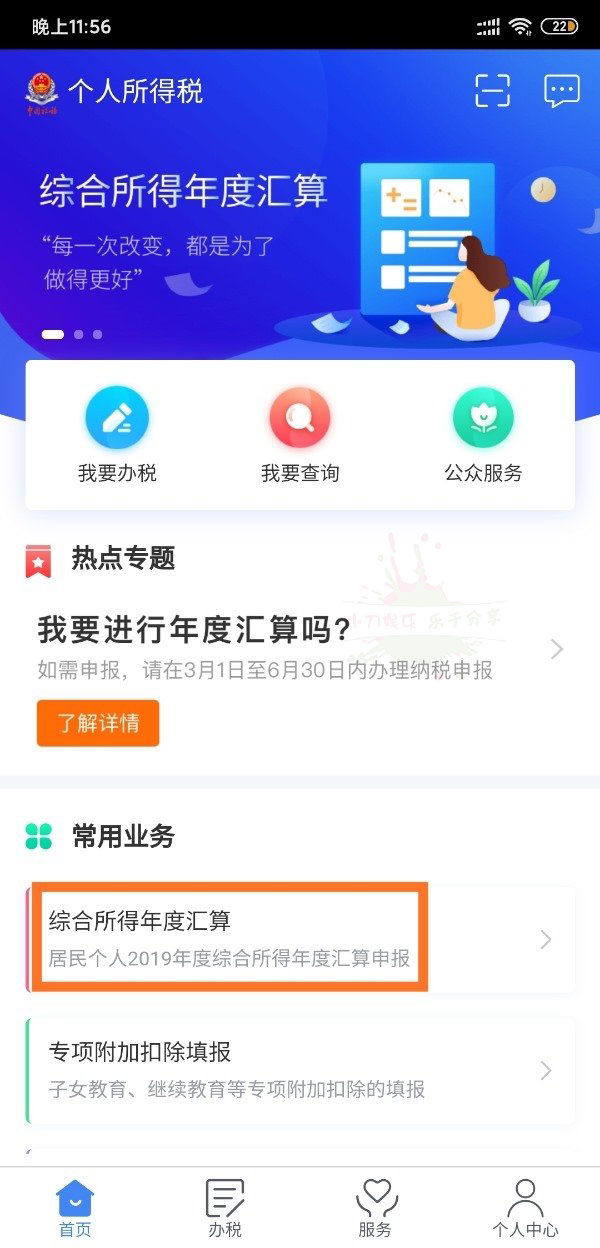 晚上11:56
22
个人所得税
综合所得年度汇算
“每一次改变，都是为了
做得更好”
我要办税
我要查询
公众服务
热点专题
小刀娱乐 乐于分享
我要进行年度汇算吗?
如需申报，请在3月1日至6月30日内办理纳税申报
了解详情
常用业务
综合所得年度汇算
居民个人2019年度综合所得年度汇算申报
专项附加扣除填报
子女教育、继续教育等专项附加扣除的填报
首页
办税
服务
个人中心